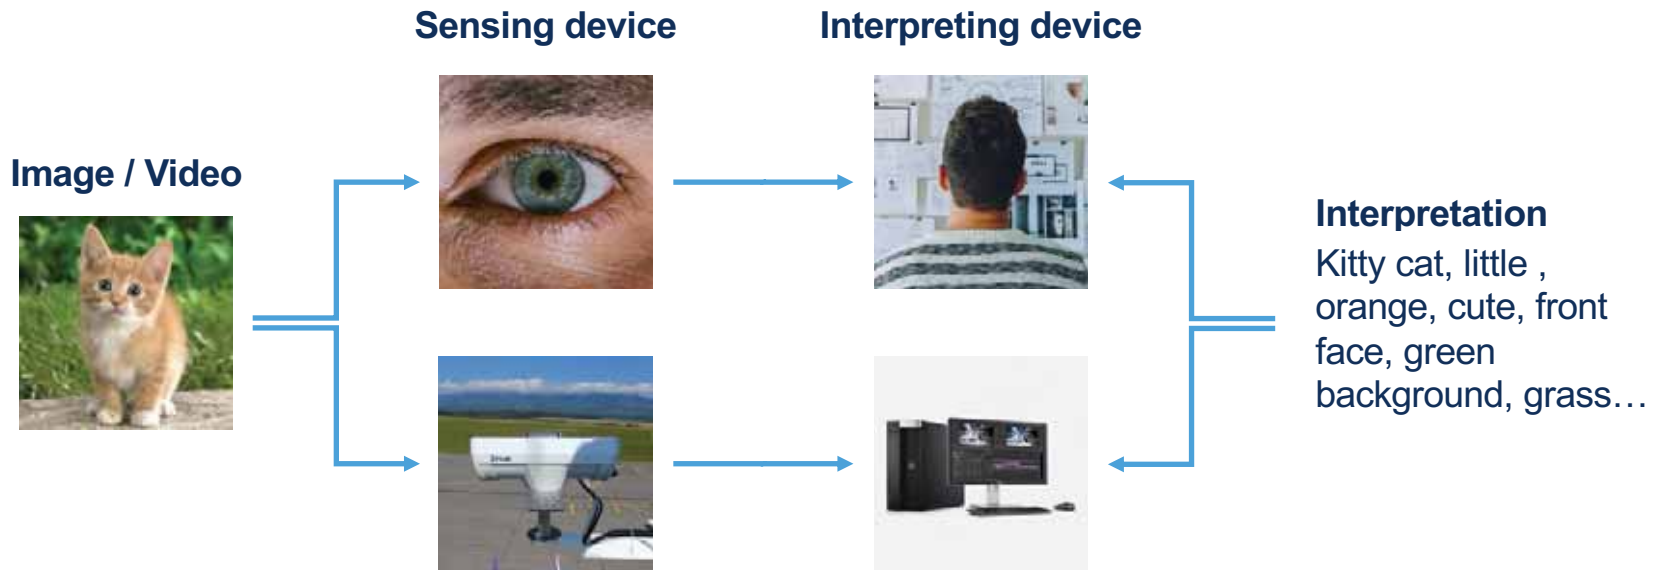 Sensing device
Interpreting device
Image / Video
Interpretation
Kitty cat, little ,
orange, cute, front
face, green
background, grass…